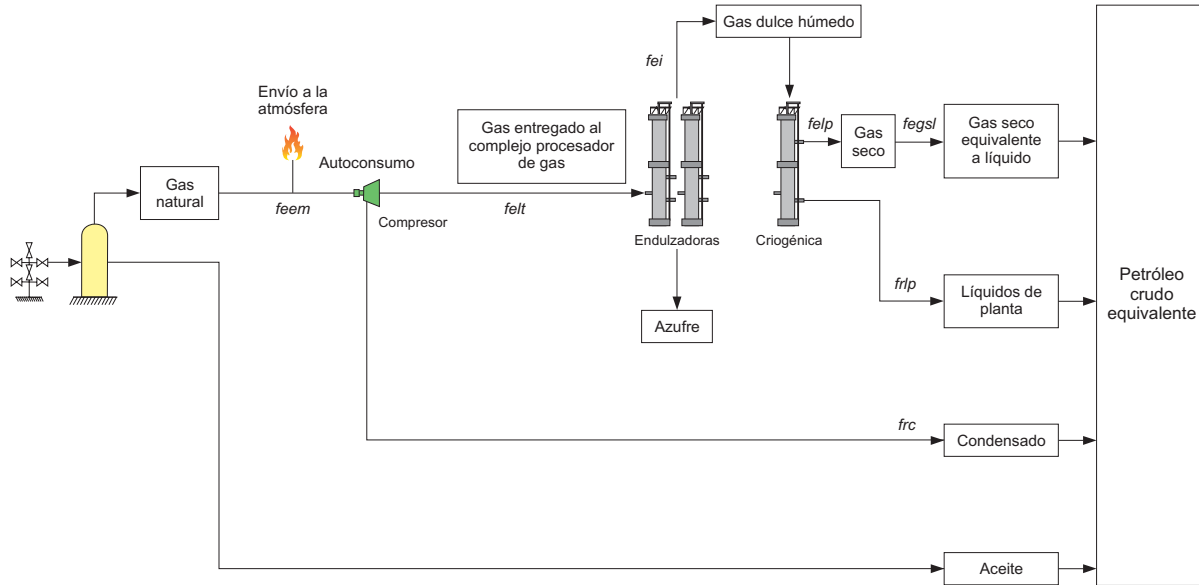 Gas dulce húmedo
fei
Envío a la
atmósfera
Gas entregado al
complejo procesador
de gas
felp
Gas
seco
fegsl
Gas seco
equivalente
a líquido
Autoconsumo
Gas
natural
feem
Compresor
felt
Endulzadoras
Criogénica
frlp
Líquidos de
planta
Petróleo
crudo
equivalente
Azufre
frc
Condensado
Aceite